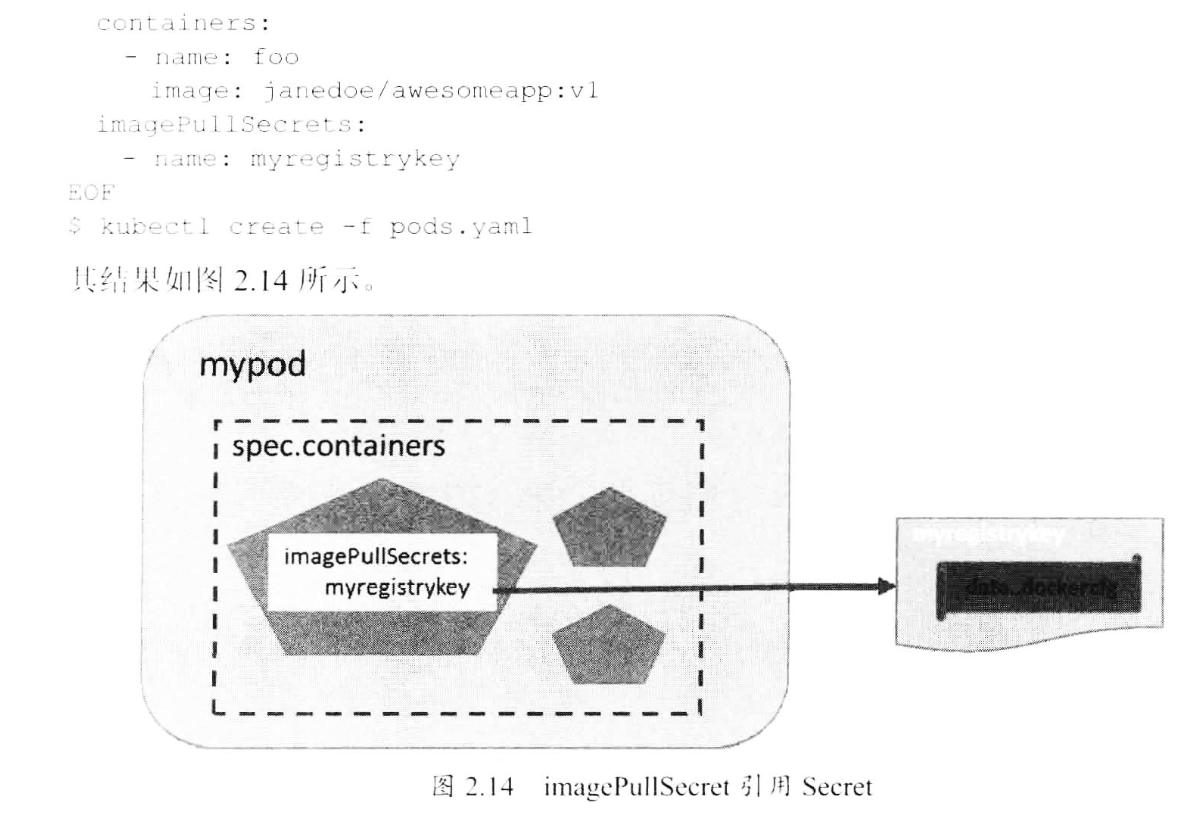 containers:
- name: foo
image: janedoe/awesomeapp:v1
imagePullSecrets:
- name: myregistrykey
EOF
$ kubectl create -f pods.yaml
其结果如图 2.14 所示。
mypod
spec.containers
imagePullSecrets:
myregistrykey
myregistrykey
data..dockercfg
图 2.14 imagePullSecret 引用 Secret